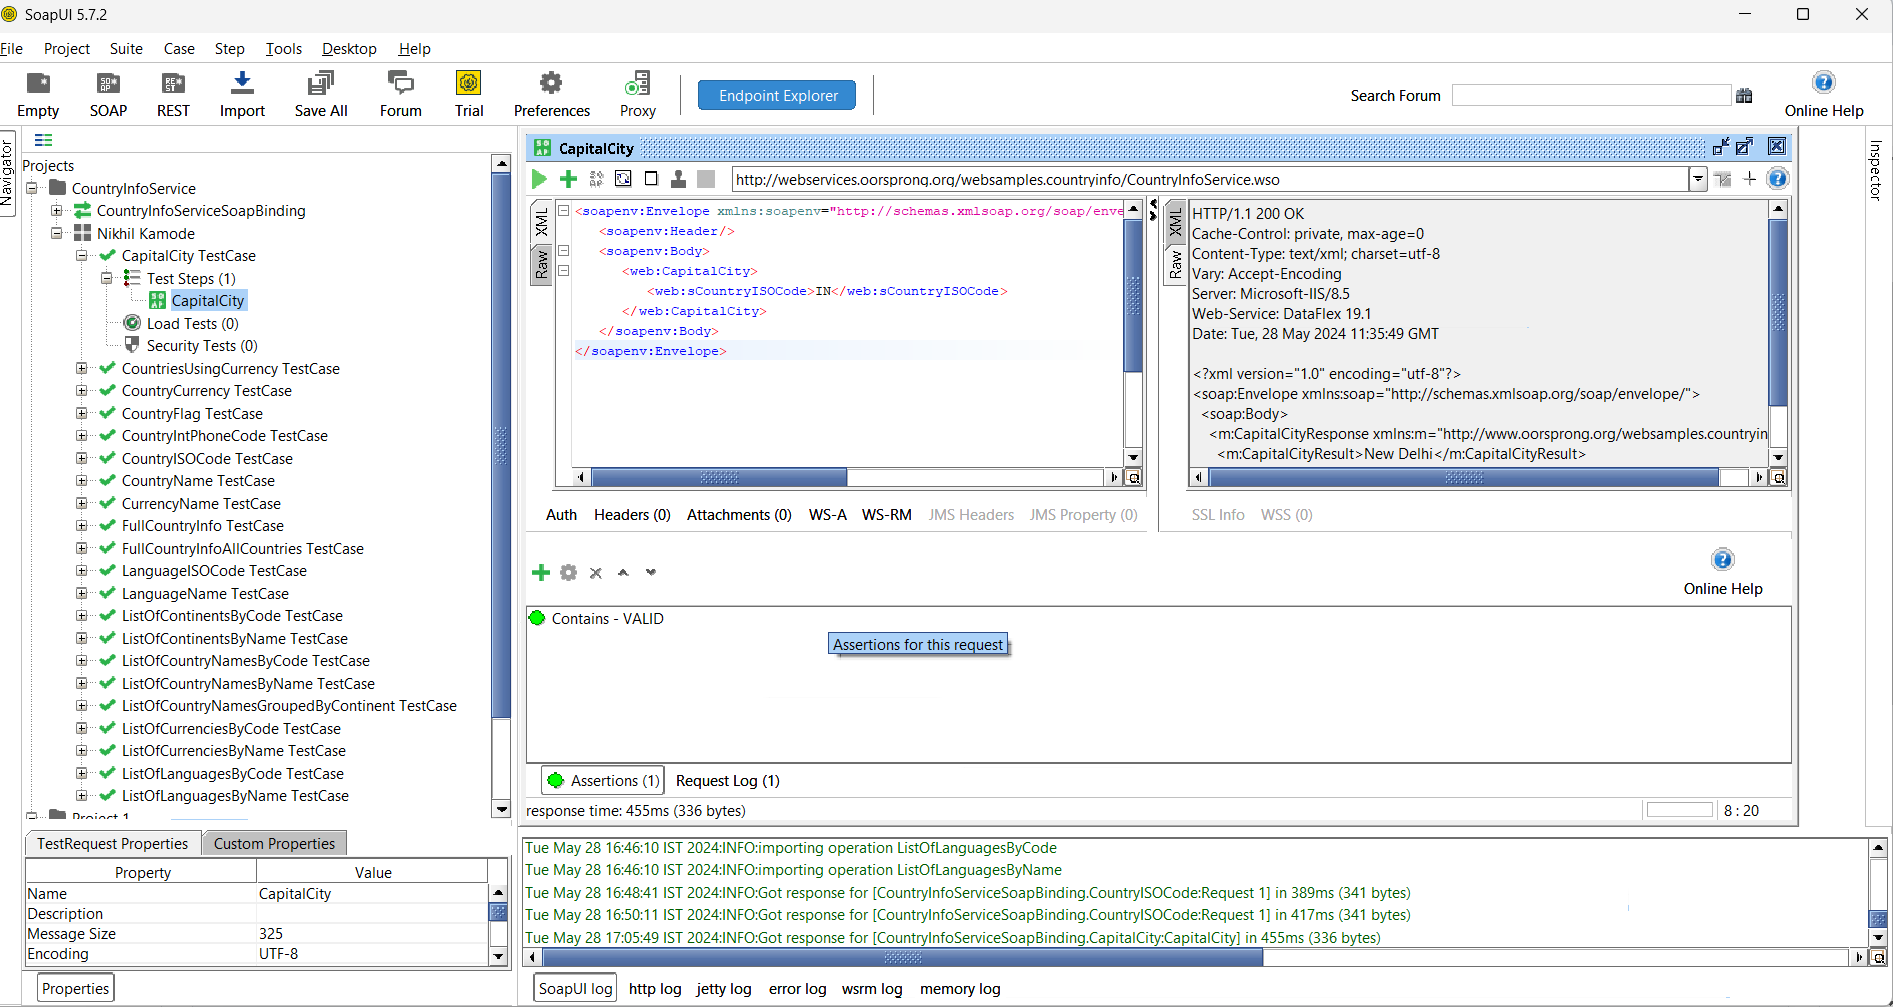 SoapUI 5.7.2
File Project Suite Case Step Tools Desktop Help
Empty SOAP REST Import Save All Forum Trial Preferences Proxy Endpoint Explorer Search Forum Online Help
Navigator
Inspector
Projects
CountryInfoService
CountryInfoServiceSoapBinding
Nikhil Kamode
CapitalCity TestCase
Test Steps (1)
CapitalCity
Load Tests (0)
Security Tests (0)
CountriesUsingCurrency TestCase
CountryCurrency TestCase
CountryFlag TestCase
CountryIntPhoneCode TestCase
CountryISOCode TestCase
CountryName TestCase
CurrencyName TestCase
FullCountryInfo TestCase
FullCountryInfoAllCountries TestCase
LanguageISOCode TestCase
LanguageName TestCase
ListOfContinentsByCode TestCase
ListOfContinentsByName TestCase
ListOfCountryNamesByCode TestCase
ListOfCountryNamesByName TestCase
ListOfCountryNamesGroupedByContinent TestCase
ListOfCurrenciesByCode TestCase
ListOfCurrenciesByName TestCase
ListOfLanguagesByCode TestCase
ListOfLanguagesByName TestCase
Project 1
TestRequest Properties Custom Properties
Property Value
Name CapitalCity
Description
Message Size 325
Encoding UTF-8
Properties
CapitalCity
http://webservices.oorsprong.org/websamples.countryinfo/CountryInfoService.wso
XML
Raw
<soapenv:Envelope xmlns:soapenv="http://schemas.xmlsoap.org/soap/enve
<soapenv:Header/>
<soapenv:Body>
<web:CapitalCity>
<web:sCountryISOCode>IN</web:sCountryISOCode>
</web:CapitalCity>
</soapenv:Body>
</soapenv:Envelope>
Auth Headers (0) Attachments (0) WS-A WS-RM JMS Headers JMS Property (0)
XML
Raw
HTTP/1.1 200 OK
Cache-Control: private, max-age=0
Content-Type: text/xml; charset=utf-8
Vary: Accept-Encoding
Server: Microsoft-IIS/8.5
Web-Service: DataFlex 19.1
Date: Tue, 28 May 2024 11:35:49 GMT
<?xml version="1.0" encoding="utf-8"?>
<soap:Envelope xmlns:soap="http://schemas.xmlsoap.org/soap/envelope/">
<soap:Body>
<m:CapitalCityResponse xmlns:m="http://www.oorsprong.org/websamples.countryin
<m:CapitalCityResult>New Delhi</m:CapitalCityResult>
SSL Info WSS (0)
Online Help
Contains - VALID
Assertions for this request
Assertions (1) Request Log (1)
response time: 455ms (336 bytes) 8 : 20
Tue May 28 16:46:10 IST 2024:INFO:importing operation ListOfLanguagesByCode
Tue May 28 16:46:10 IST 2024:INFO:importing operation ListOfLanguagesByName
Tue May 28 16:48:41 IST 2024:INFO:Got response for [CountryInfoServiceSoapBinding.CountryISOCode:Request 1] in 389ms (341 bytes)
Tue May 28 16:50:11 IST 2024:INFO:Got response for [CountryInfoServiceSoapBinding.CountryISOCode:Request 1] in 417ms (341 bytes)
Tue May 28 17:05:49 IST 2024:INFO:Got response for [CountryInfoServiceSoapBinding.CapitalCity:CapitalCity] in 455ms (336 bytes)
SoapUI log http log jetty log error log wsrm log memory log